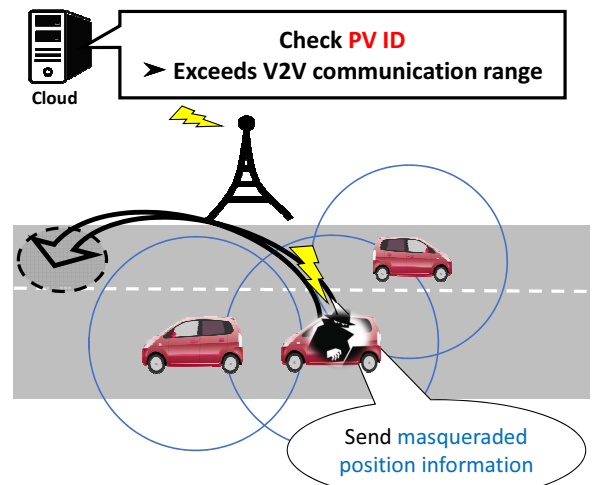 Check PV ID
➤ Exceeds V2V communication range
Cloud
Send masqueraded
position information